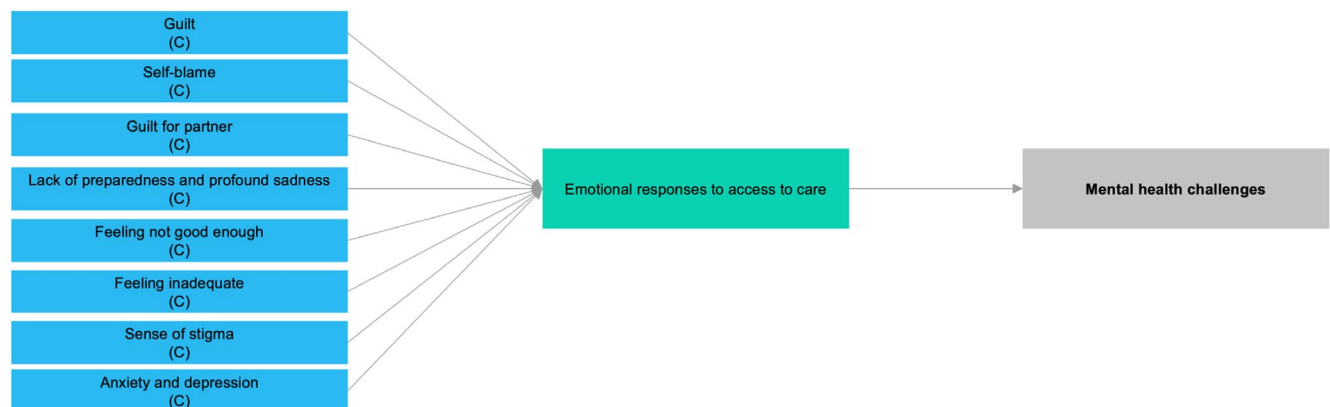 Guilt
(C)
Self-blame
(C)
Guilt for partner
(C)
Lack of preparedness and profound sadness
(C)
Feeling not good enough
(C)
Feeling inadequate
(C)
Sense of stigma
(C)
Anxiety and depression
(C)
Emotional responses to access to care
Mental health challenges